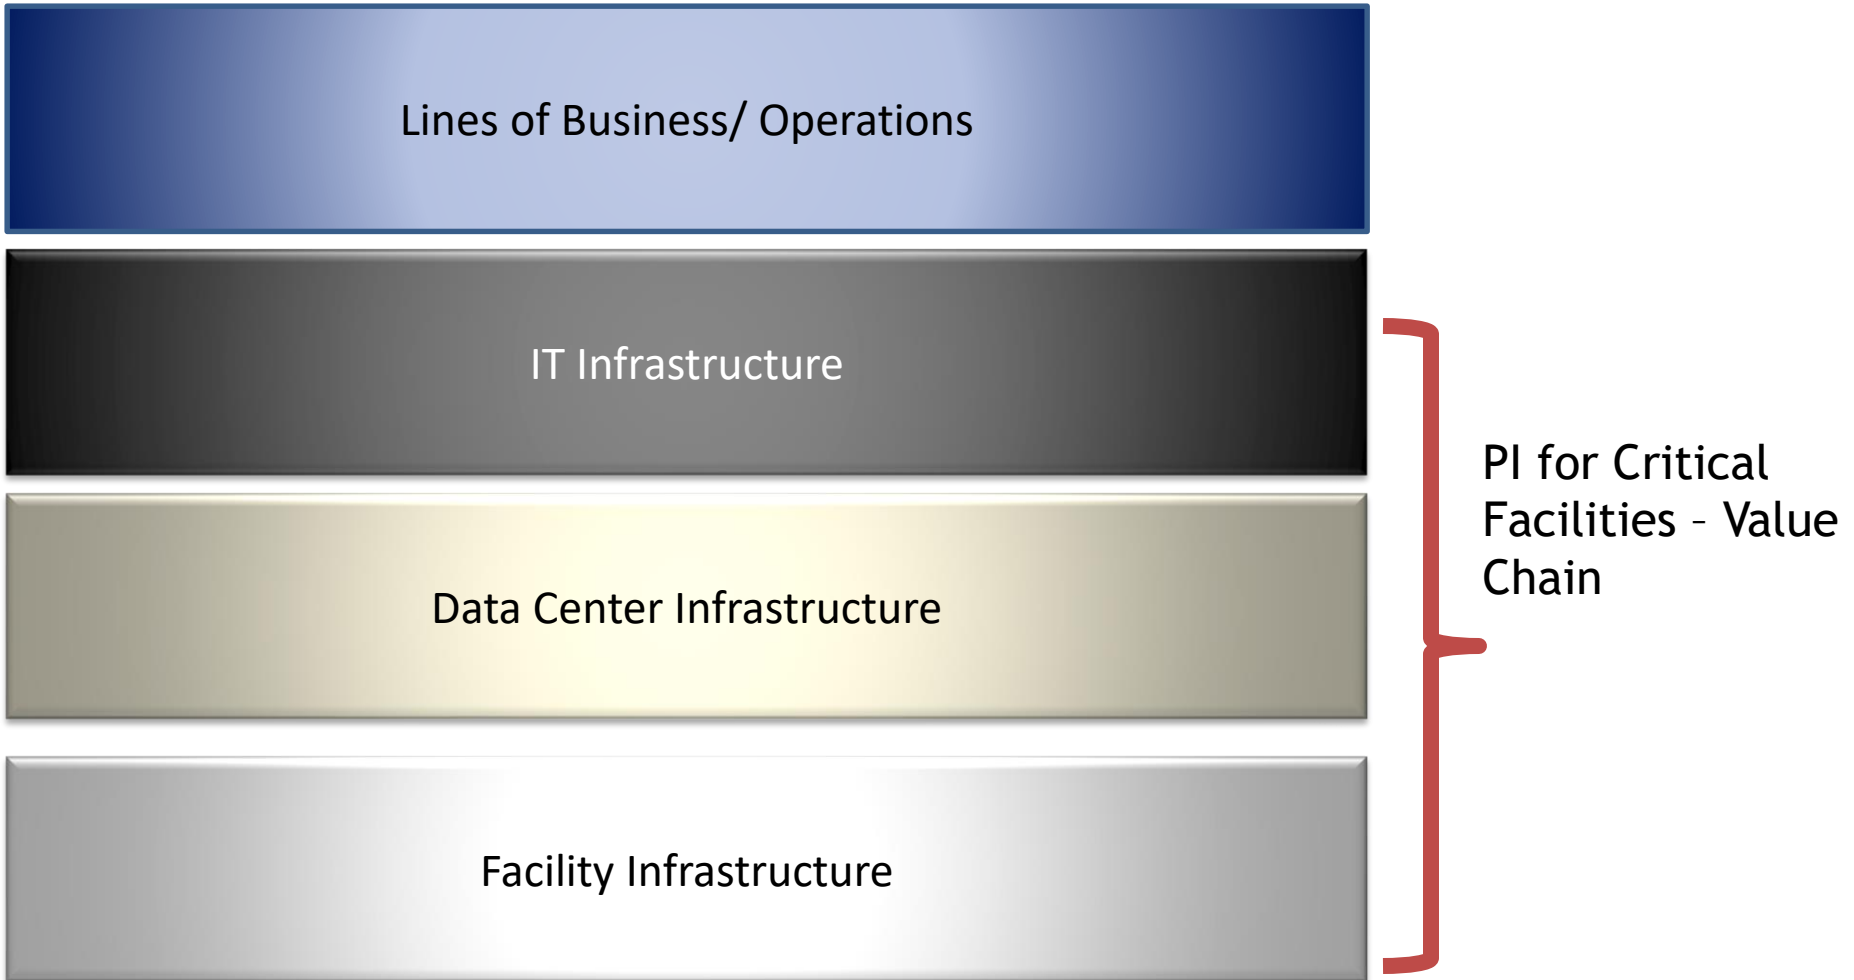 Lines of Business/ Operations
IT Infrastructure
Data Center Infrastructure
Facility Infrastructure
PI for Critical
Facilities – Value
Chain